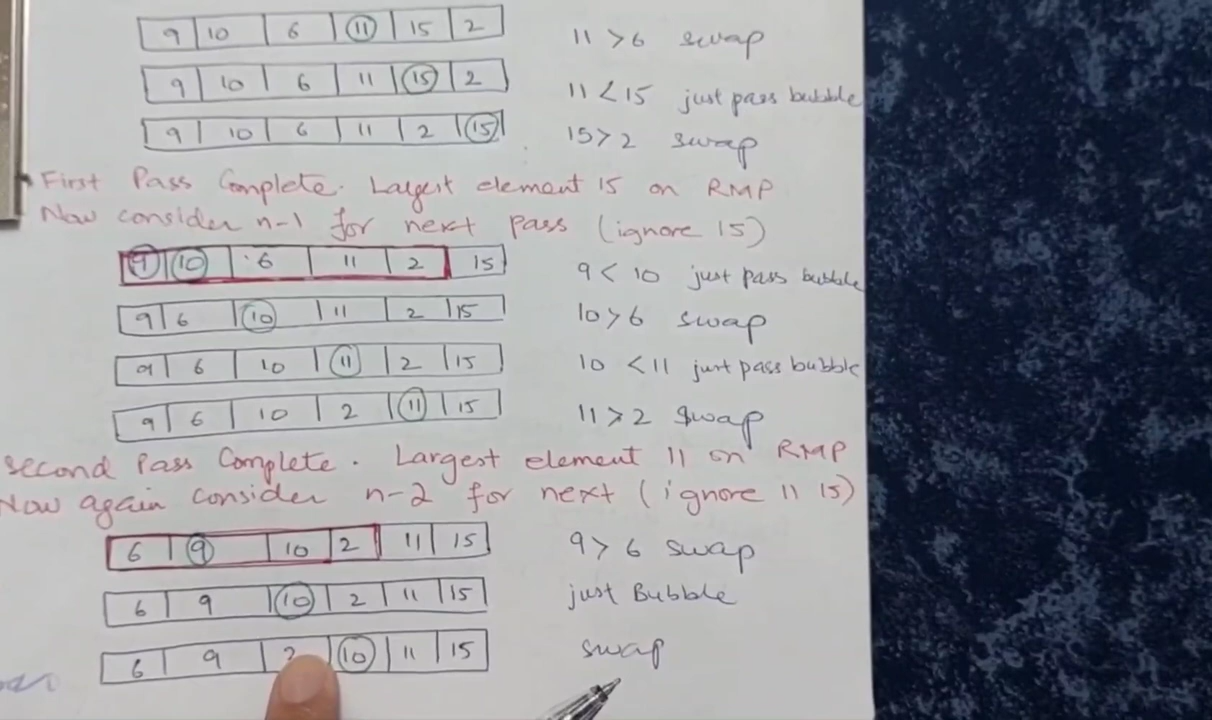 9 10 6 11 15 2 11 > 6 swap
9 10 6 11 15 2 11 < 15 just pass bubble
9 10 6 11 2 15 15 > 2 swap
First Pass Complete. Largest element 15 on RMP
Now consider n-1 for next pass (ignore 15)
9 10 6 11 2 15 9 < 10 just pass bubble
9 6 10 11 2 15 10 > 6 swap
9 6 10 11 2 15 10 < 11 just pass bubble
9 6 10 2 11 15 11 > 2 swap
Second Pass Complete. Largest element 11 on RMP
Now again consider n-2 for next (ignore 11 15)
6 9 10 2 11 15 9 > 6 swap
6 9 10 2 11 15 just Bubble
6 9 2 10 11 15 swap